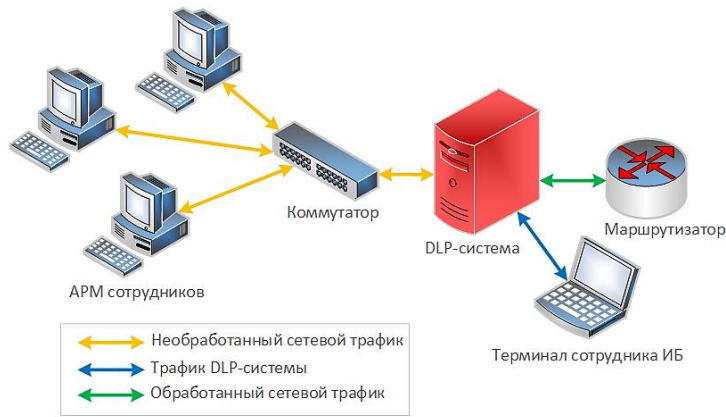 Коммутатор
DLP-система
Маршрутизатор
АРМ сотрудников
Терминал сотрудника ИБ
Необработанный сетевой трафик
Трафик DLP-системы
Обработанный сетевой трафик